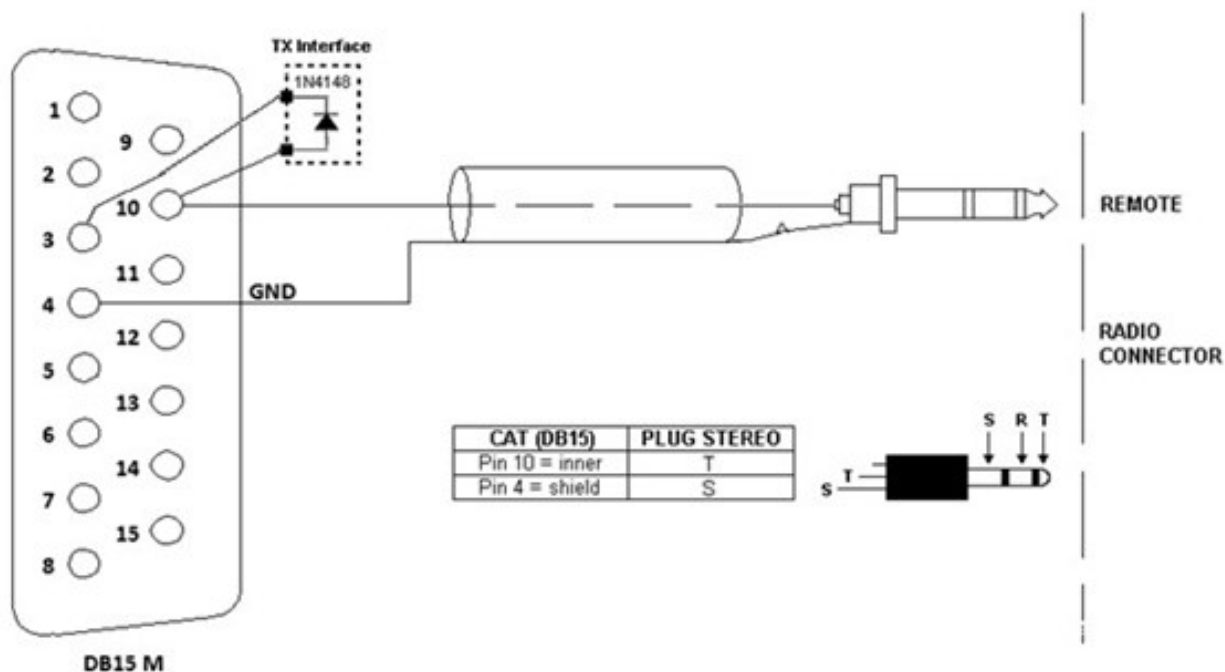 TX Interface
1N4148
1
9
2
10
3
11
4
GND
12
5
13
6
14
7
15
8
DB15 M
REMOTE
RADIO
CONNECTOR
CAT (DB15) PLUG STEREO
Pin 10 = inner T
Pin 4 = shield S
S R T
T
S